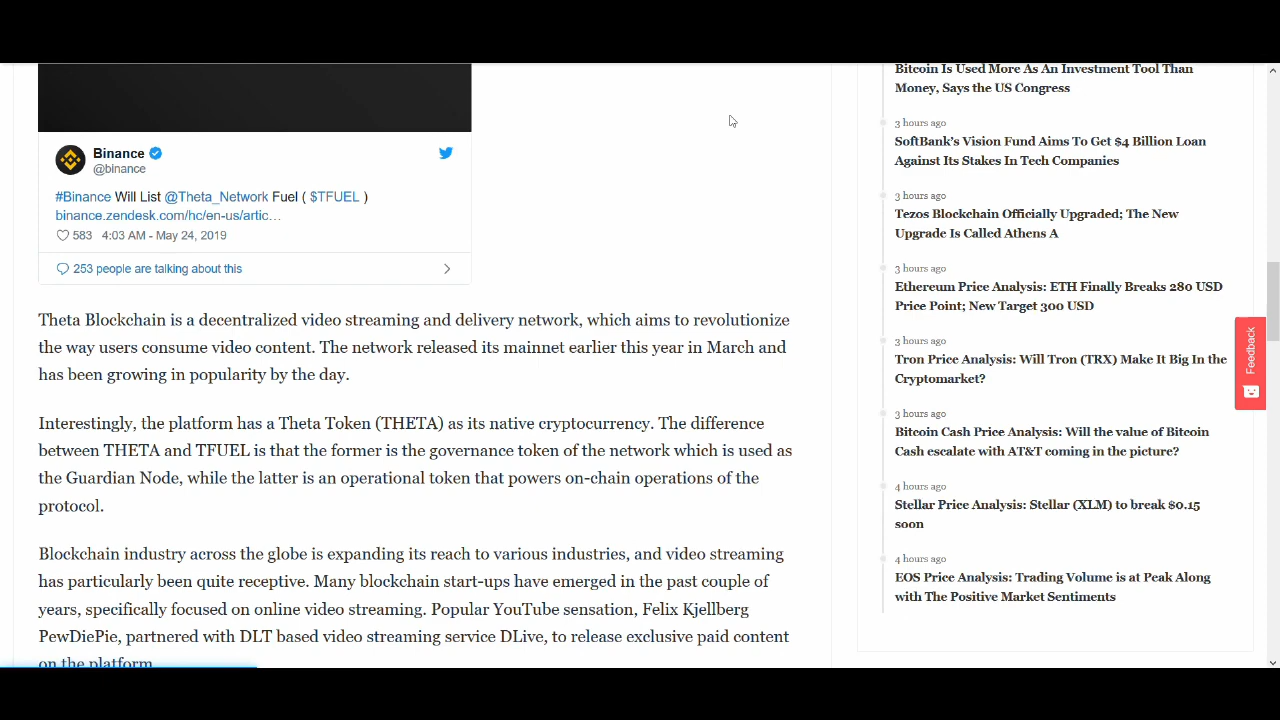 Binance
@binance
#Binance Will List @Theta_Network Fuel ( $TFUEL )
binance.zendesk.com/hc/en-us/artic…
583 4:03 AM - May 24, 2019
253 people are talking about this
Theta Blockchain is a decentralized video streaming and delivery network, which aims to revolutionize
the way users consume video content. The network released its mainnet earlier this year in March and
has been growing in popularity by the day.
Interestingly, the platform has a Theta Token (THETA) as its native cryptocurrency. The difference
between THETA and TFUEL is that the former is the governance token of the network which is used as
the Guardian Node, while the latter is an operational token that powers on-chain operations of the
protocol.
Blockchain industry across the globe is expanding its reach to various industries, and video streaming
has particularly been quite receptive. Many blockchain start-ups have emerged in the past couple of
years, specifically focused on online video streaming. Popular YouTube sensation, Felix Kjellberg
PewDiePie, partnered with DLT based video streaming service DLive, to release exclusive paid content
on the platform
Bitcoin Is Used More As An Investment Tool Than
Money, Says the US Congress
3 hours ago
SoftBank's Vision Fund Aims To Get $4 Billion Loan
Against Its Stakes In Tech Companies
3 hours ago
Tezos Blockchain Officially Upgraded; The New
Upgrade Is Called Athens A
3 hours ago
Ethereum Price Analysis: ETH Finally Breaks 280 USD
Price Point; New Target 300 USD
3 hours ago
Tron Price Analysis: Will Tron (TRX) Make It Big In the
Cryptomarket?
3 hours ago
Bitcoin Cash Price Analysis: Will the value of Bitcoin
Cash escalate with AT&T coming in the picture?
4 hours ago
Stellar Price Analysis: Stellar (XLM) to break $0.15
soon
4 hours ago
EOS Price Analysis: Trading Volume is at Peak Along
with The Positive Market Sentiments
Feedback